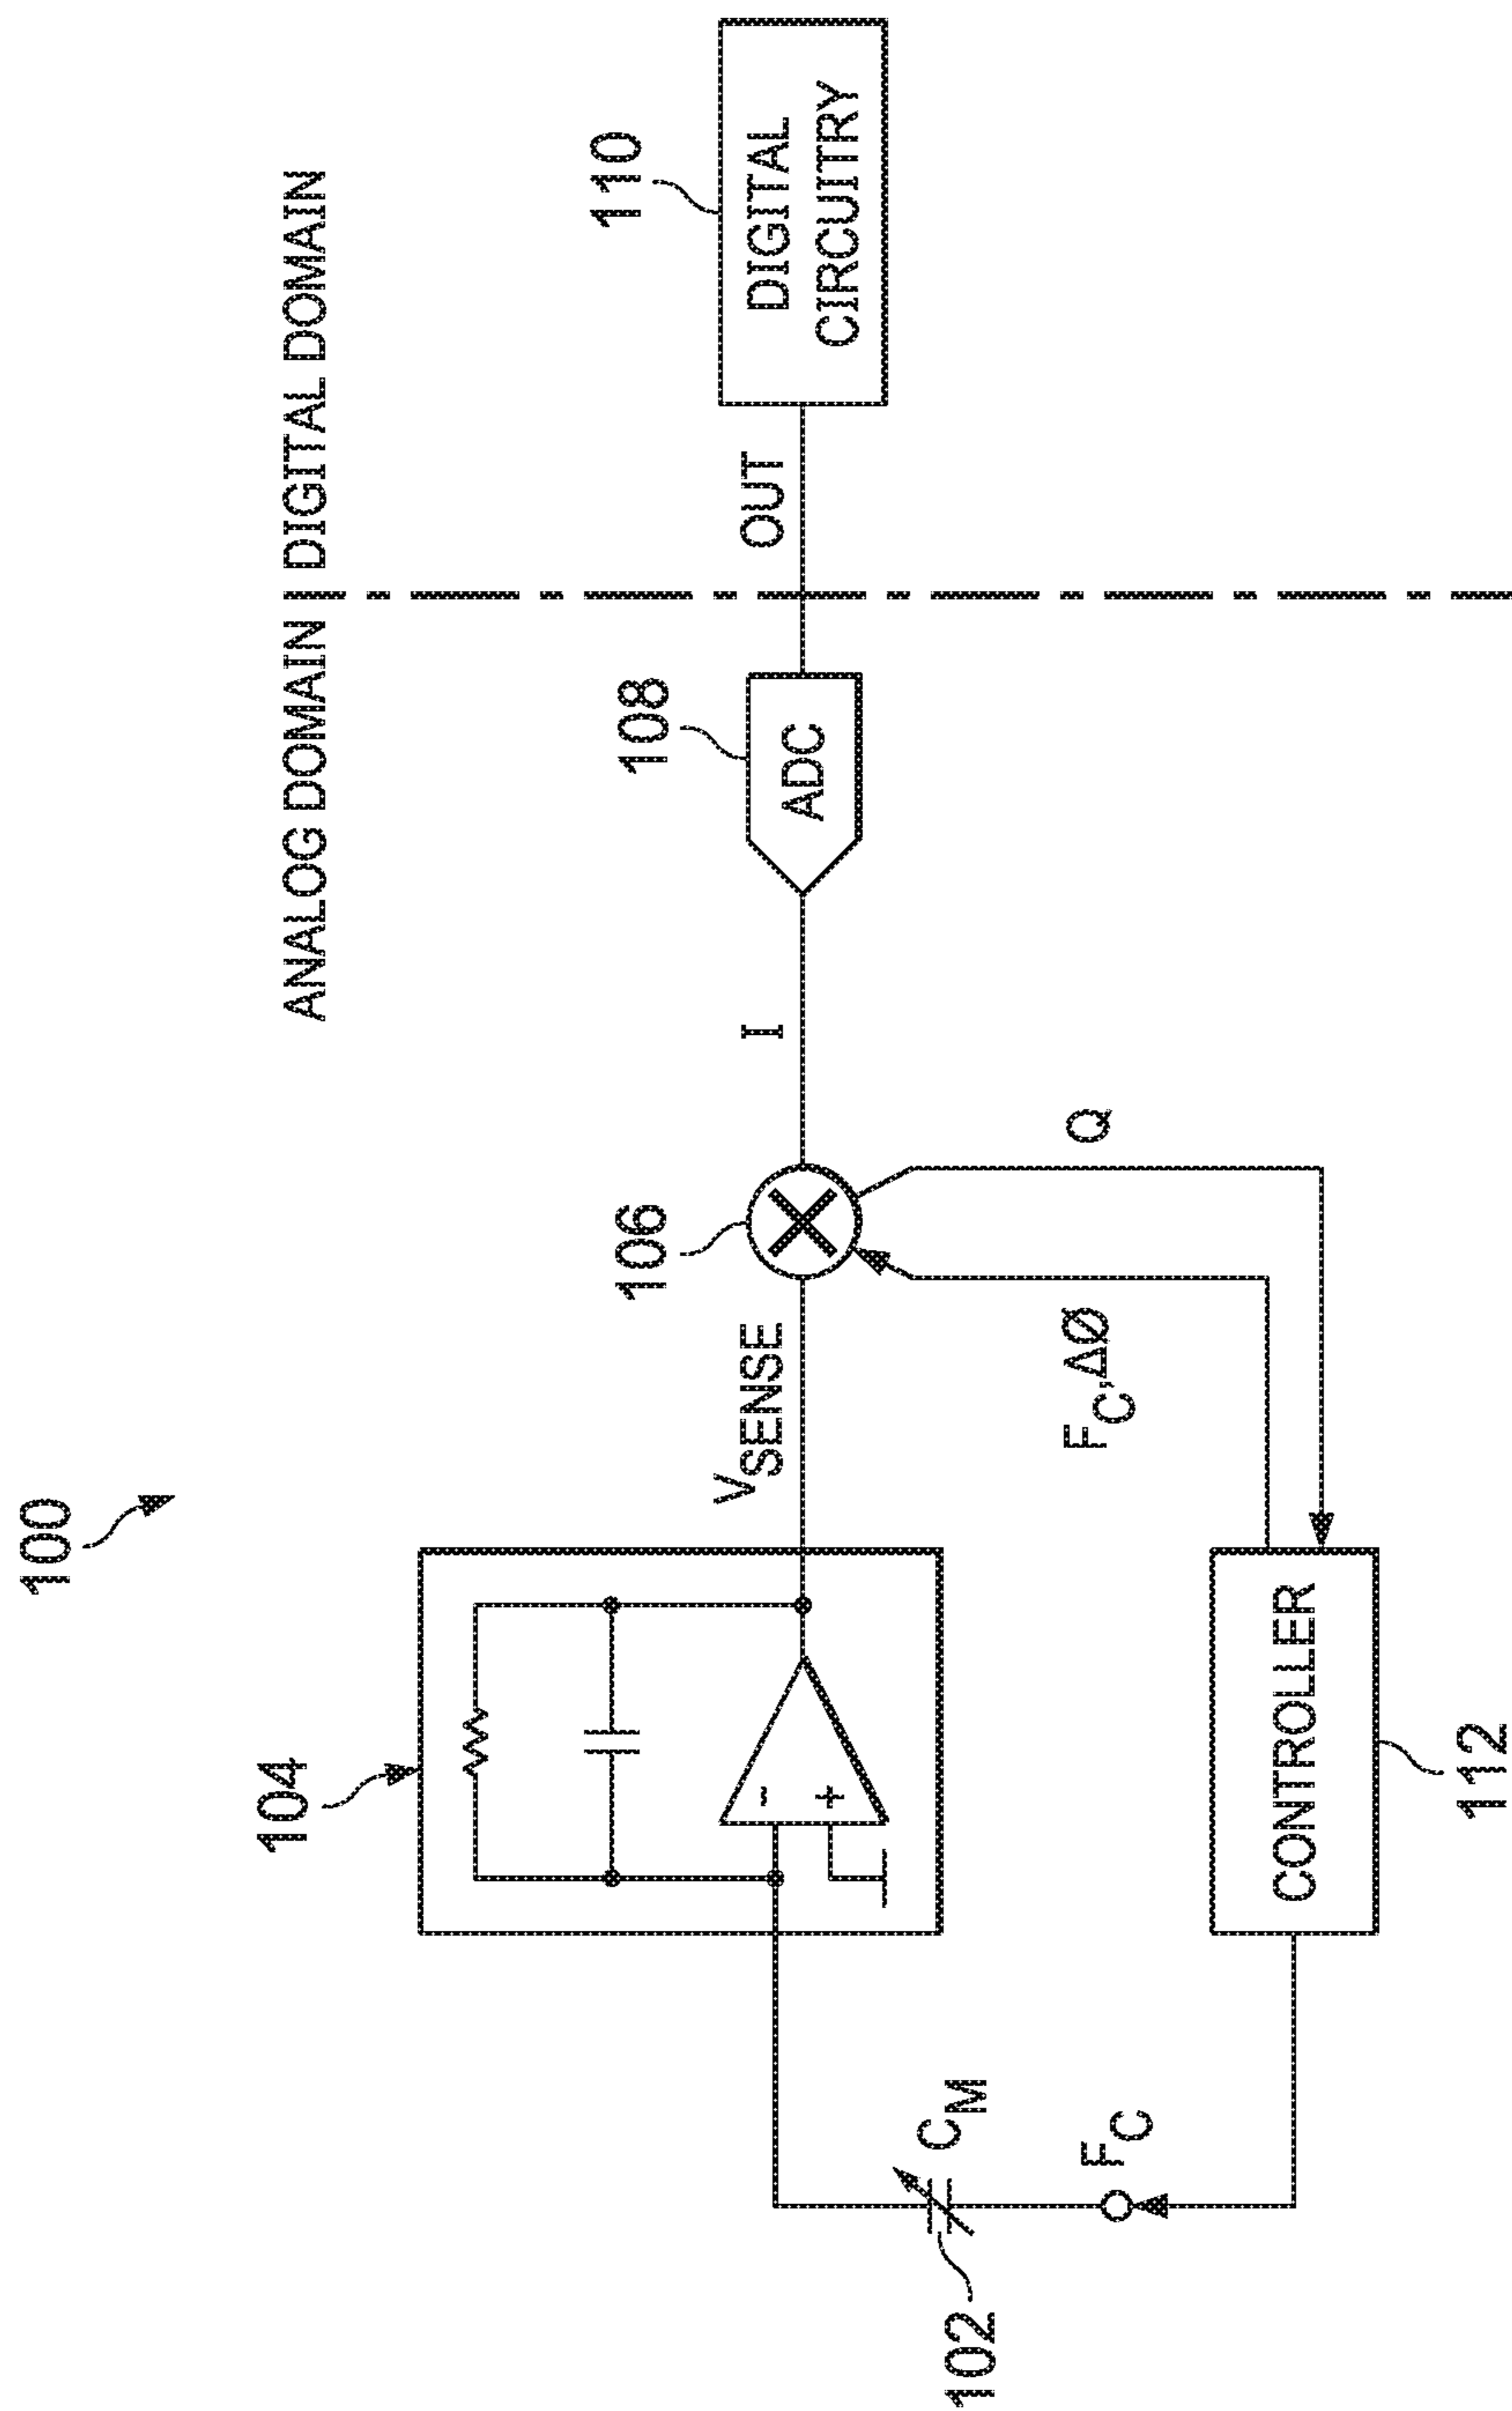 100
ANALOG DOMAIN
DIGITAL DOMAIN
104
-
+
VSENSE
106
I
108
ADC
OUT
110
DIGITAL
CIRCUITRY
102
CM
FC
FC,ΔØ
Q
CONTROLLER
112